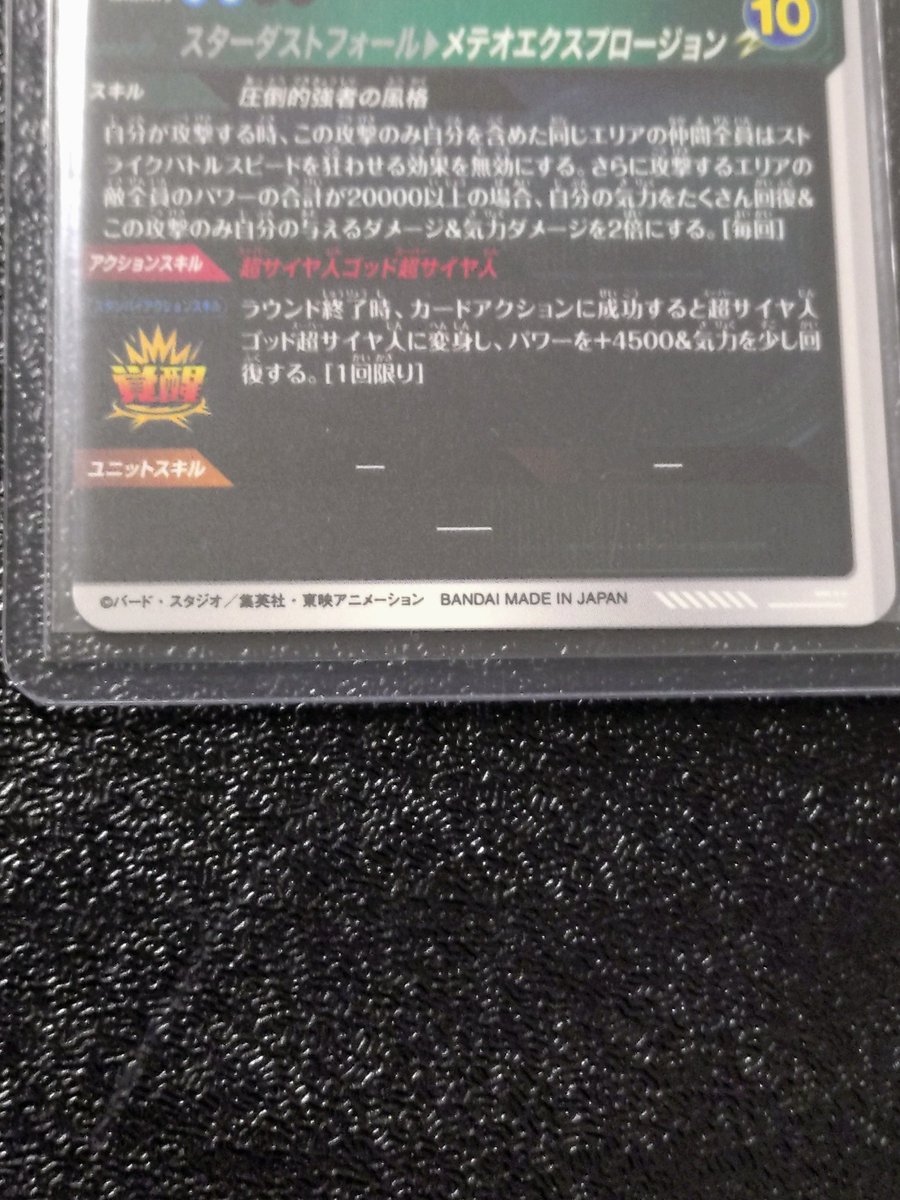 10
スターダストフォール▶メテオエクスプロージョン
スキル
圧倒的強者の風格
自分が攻撃する時、この攻撃のみ自分を含めた同じエリアの仲間全員はスト
ライクバトルスピードを狂わせる効果を無効にする。さらに攻撃するエリアの
敵全員のパワーの合計が20000以上の場合、自分の気力をたくさん回復&
この攻撃のみ自分の与えるダメージ&気力ダメージを2倍にする。[毎回]
アクションスキル
超サイヤ人ゴッド超サイヤ人
スタンバイアクションスキル
覚醒
ラウンド終了時、カードアクションに成功すると超サイヤ人
ゴッド超サイヤ人に変身し、パワーを+4500&気力を少し回
復する。[1回限り]
ユニットスキル
—
—
—
©バード・スタジオ/集英社・東映アニメーション BANDAI MADE IN JAPAN